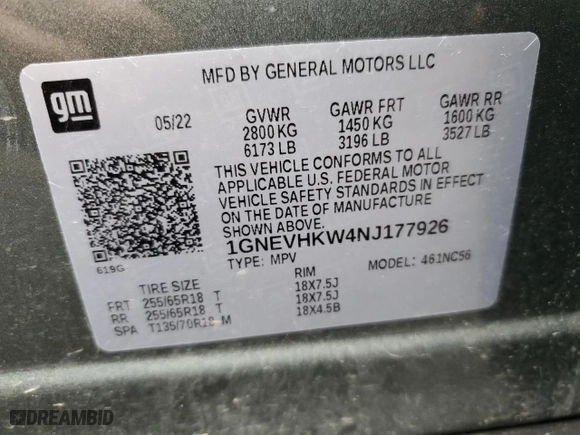 gm
MFD BY GENERAL MOTORS LLC
05/22 GVWR GAWR FRT GAWR RR
2800 KG 1450 KG 1600 KG
6173 LB 3196 LB 3527 LB
THIS VEHICLE CONFORMS TO ALL
APPLICABLE U.S. FEDERAL MOTOR
VEHICLE SAFETY STANDARDS IN EFFECT
ON THE DATE OF MANUFACTURE
SHOWN ABOVE.
1GNEVHKW4NJ177926
619G
TYPE: MPV MODEL: 461NC56
TIRE SIZE RIM
FRT 255/65R18 T 18X7.5J
RR 255/65R18 T 18X7.5J
SPA T135/70R18 M 18X4.5B
DREAMBID